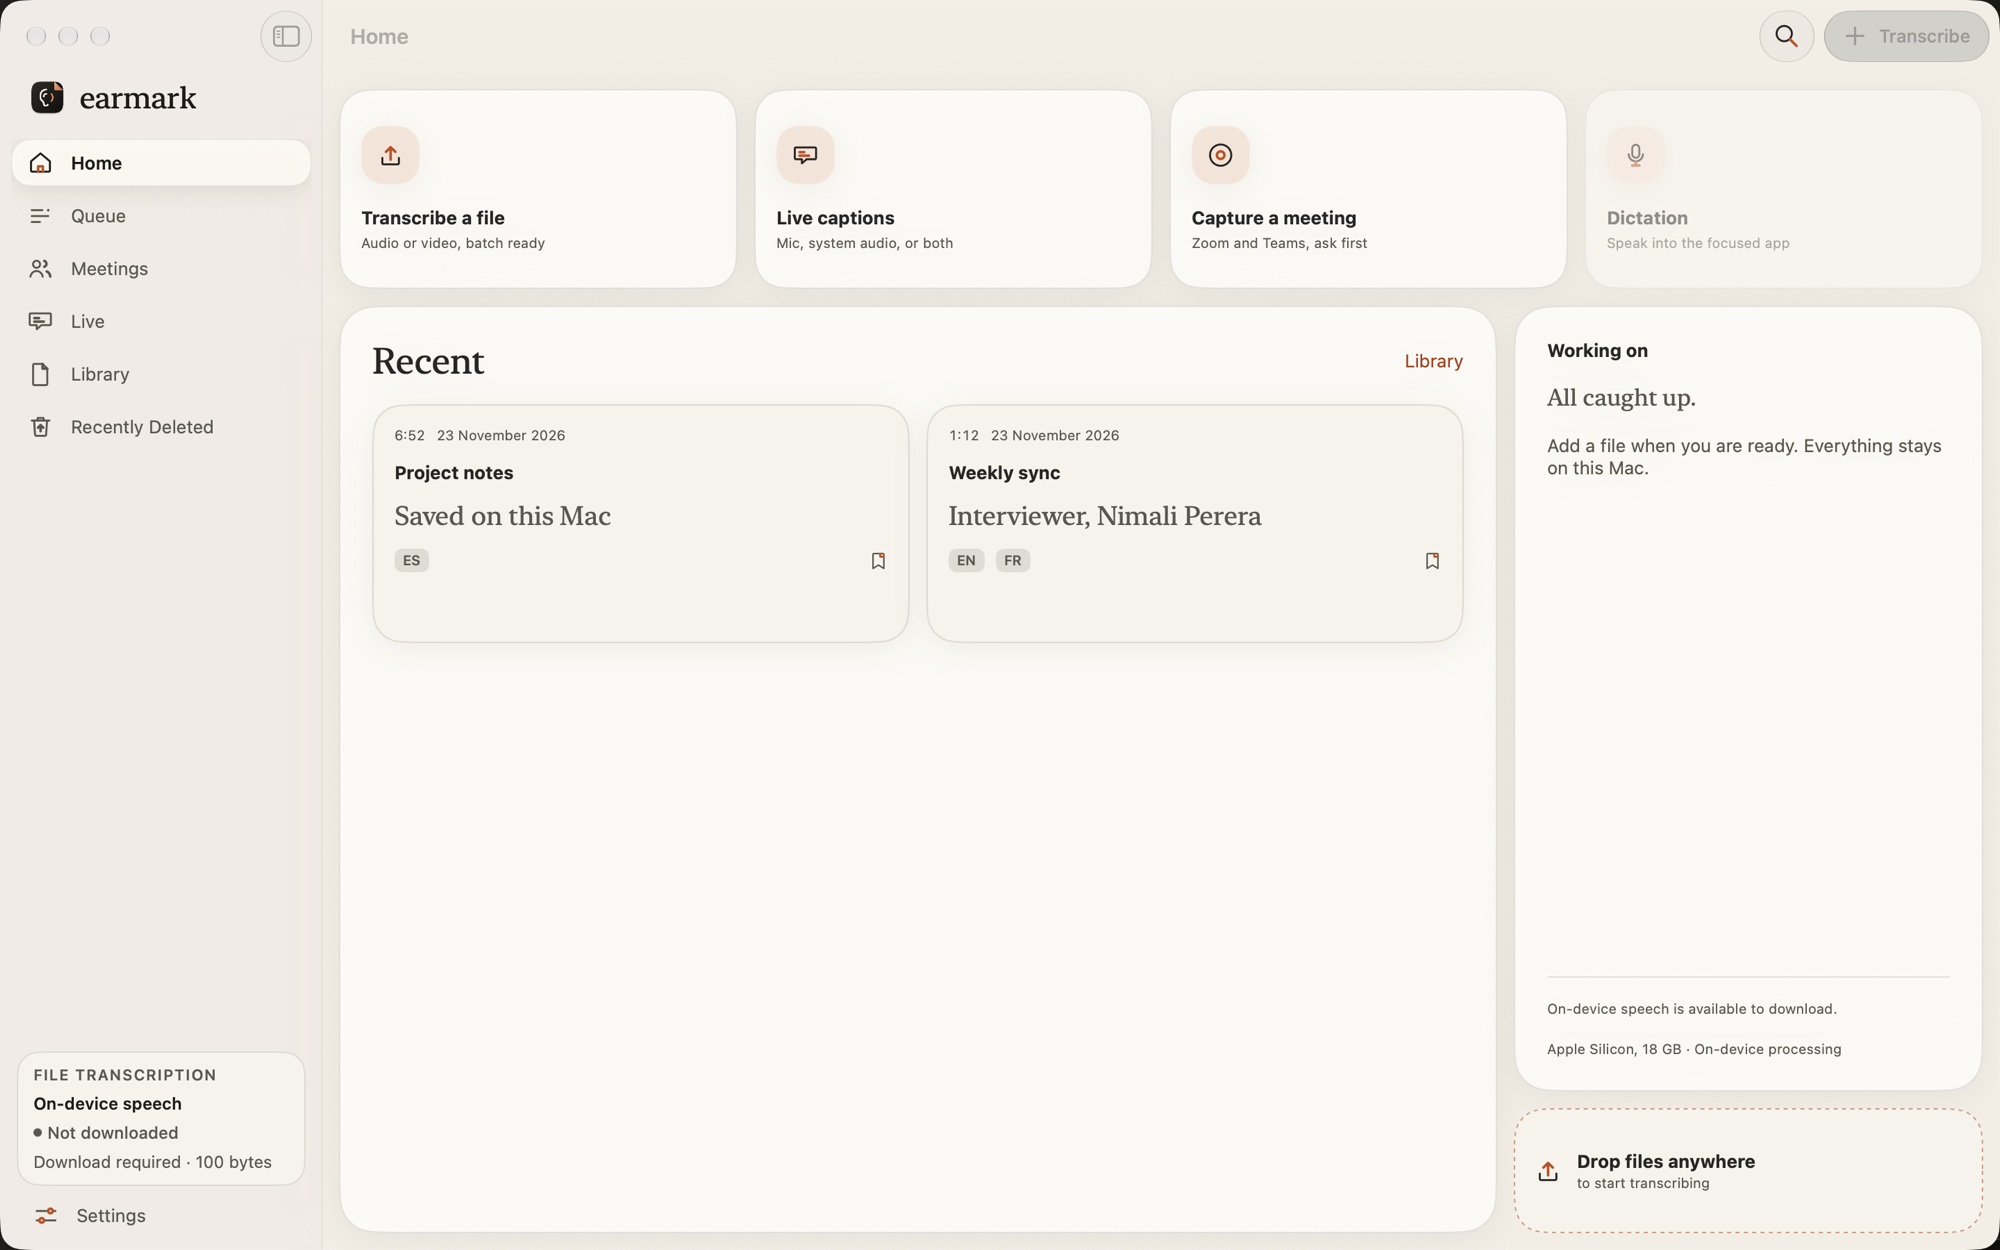 Home
Transcribe
earmark
Home
Queue
Meetings
Live
Library
Recently Deleted
Transcribe a file
Audio or video, batch ready
Live captions
Mic, system audio, or both
Capture a meeting
Zoom and Teams, ask first
Dictation
Speak into the focused app
Recent
Library
6:52 23 November 2026
Project notes
Saved on this Mac
ES
1:12 23 November 2026
Weekly sync
Interviewer, Nimali Perera
EN FR
Working on
All caught up.
Add a file when you are ready. Everything stays
on this Mac.
On-device speech is available to download.
Apple Silicon, 18 GB · On-device processing
Drop files anywhere
to start transcribing
FILE TRANSCRIPTION
On-device speech
Not downloaded
Download required · 100 bytes
Settings